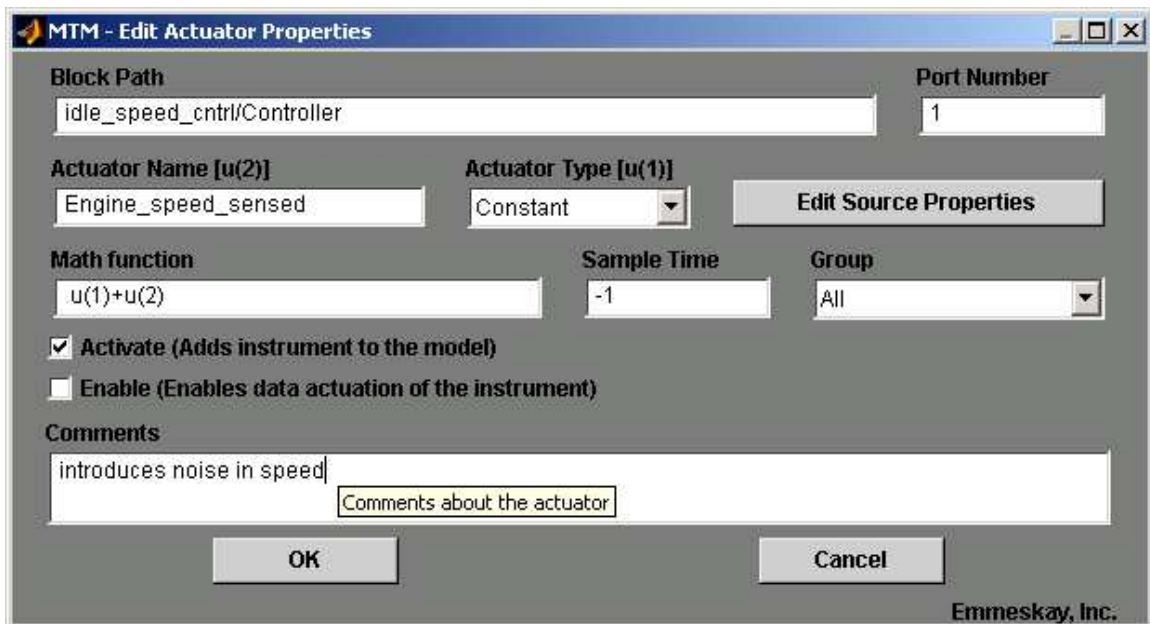 MTM - Edit Actuator Properties
Block Path
Port Number
idle_speed_cntrl/Controller
1
Actuator Name [u(2)]
Actuator Type [u(1)]
Engine_speed_sensed
Constant
Edit Source Properties
Math function
Sample Time
Group
u(1)+u(2)
-1
All
Activate (Adds instrument to the model)
Enable (Enables data actuation of the instrument)
Comments
introduces noise in speed
Comments about the actuator
OK
Cancel
Emmeskay, Inc.